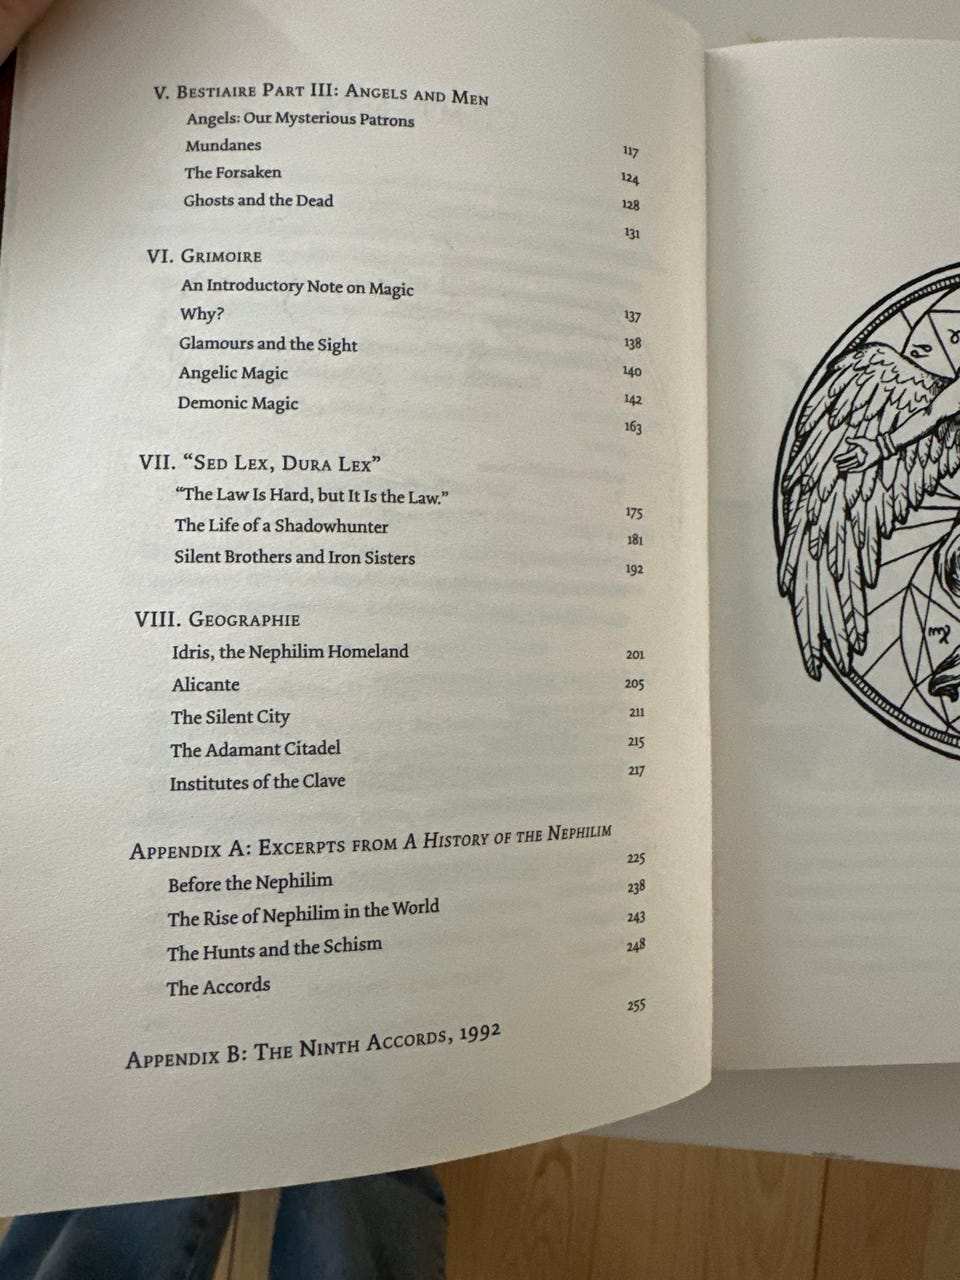 V. Bestiaire Part III: Angels and Men
Angels: Our Mysterious Patrons 117
Mundanes 124
The Forsaken 128
Ghosts and the Dead 131
VI. Grimoire
An Introductory Note on Magic 137
Why? 138
Glamours and the Sight 140
Angelic Magic 142
Demonic Magic 163
VII. “Sed Lex, Dura Lex”
“The Law Is Hard, but It Is the Law.” 175
The Life of a Shadowhunter 181
Silent Brothers and Iron Sisters 192
VIII. Geographie
Idris, the Nephilim Homeland 201
Alicante 205
The Silent City 211
The Adamant Citadel 215
Institutes of the Clave 217
Appendix A: Excerpts from A History of the Nephilim
Before the Nephilim 225
The Rise of Nephilim in the World 238
The Hunts and the Schism 243
The Accords 248
Appendix B: The Ninth Accords, 1992 255